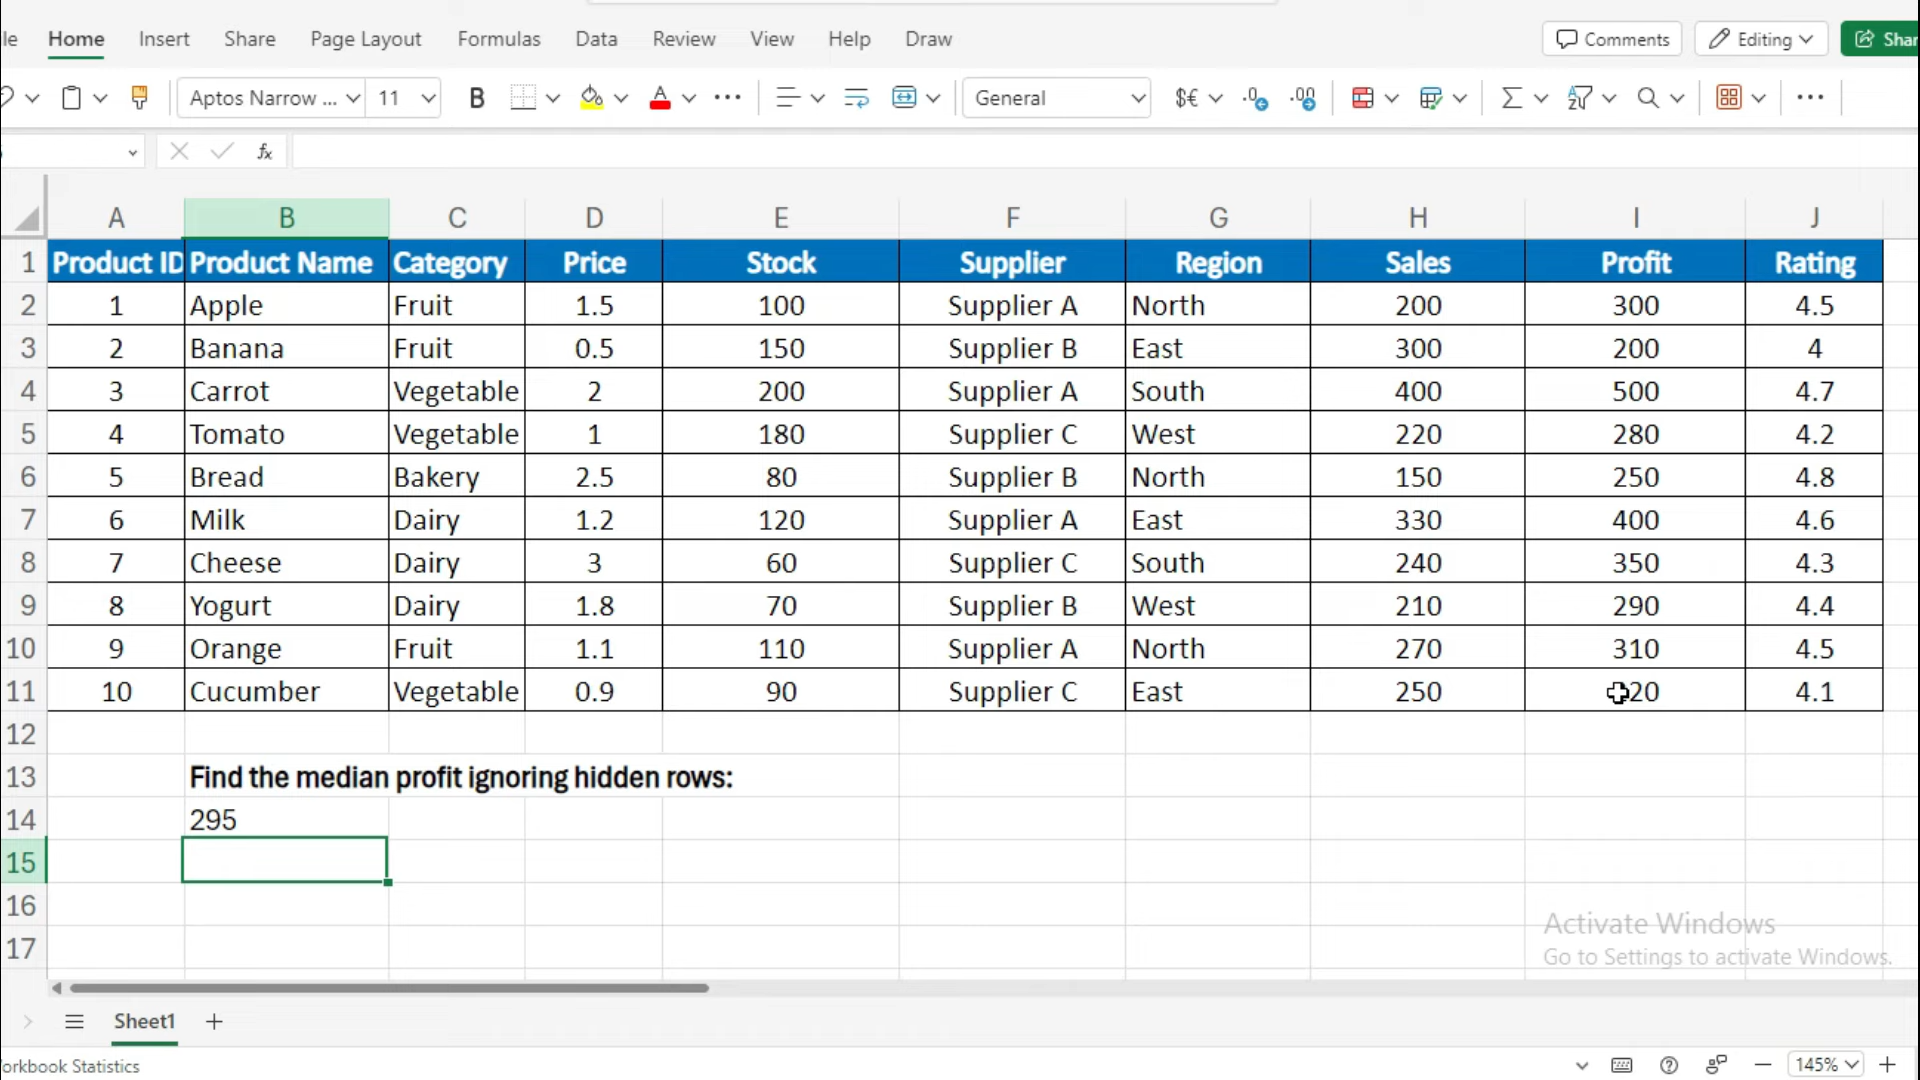 le Home Insert Share Page Layout Formulas Data Review View Help Draw Comments Editing Shar
Aptos Narrow ... 11 B A General $€
fx
A B C D E F G H I J
1 Product ID Product Name Category Price Stock Supplier Region Sales Profit Rating
2 1 Apple Fruit 1.5 100 Supplier A North 200 300 4.5
3 2 Banana Fruit 0.5 150 Supplier B East 300 200 4
4 3 Carrot Vegetable 2 200 Supplier A South 400 500 4.7
5 4 Tomato Vegetable 1 180 Supplier C West 220 280 4.2
6 5 Bread Bakery 2.5 80 Supplier B North 150 250 4.8
7 6 Milk Dairy 1.2 120 Supplier A East 330 400 4.6
8 7 Cheese Dairy 3 60 Supplier C South 240 350 4.3
9 8 Yogurt Dairy 1.8 70 Supplier B West 210 290 4.4
10 9 Orange Fruit 1.1 110 Supplier A North 270 310 4.5
11 10 Cucumber Vegetable 0.9 90 Supplier C East 250 20 4.1
12
13 Find the median profit ignoring hidden rows:
14 295
15
16
Activate Windows
17
Go to Settings to activate Windows.
Sheet1
orkbook Statistics 145%